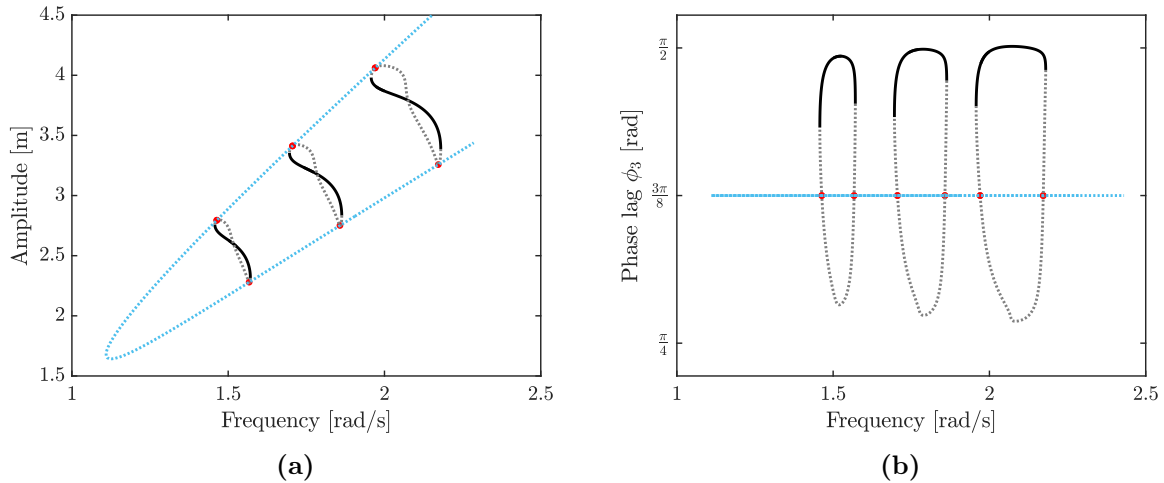 4.5
4
3.5
3
2.5
2
1.5
Amplitude [m]
1
1.5
2
2.5
Frequency [rad/s]
(a)
π/2
3π/8
π/4
Phase lag ϕ₃ [rad]
1
1.5
2
2.5
Frequency [rad/s]
(b)